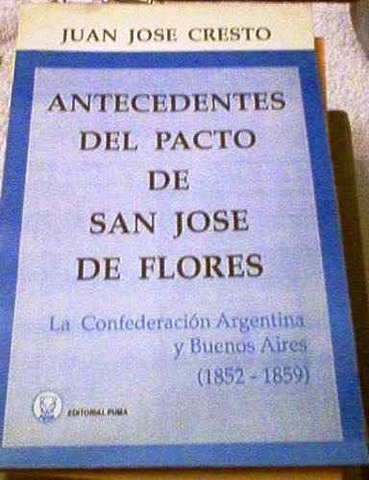 JUAN JOSE CRESTO
ANTECEDENTES
DEL PACTO
DE
SAN JOSE
DE FLORES
La Confederación Argentina
y Buenos Aires
(1852 - 1859)
EDITORIAL PUMA